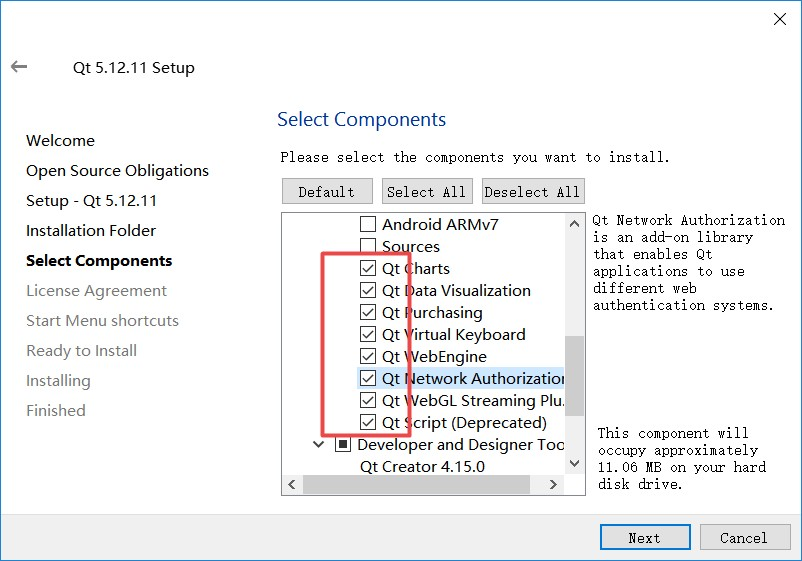 Qt 5.12.11 Setup
Welcome
Open Source Obligations
Setup - Qt 5.12.11
Installation Folder
Select Components
License Agreement
Start Menu shortcuts
Ready to Install
Installing
Finished
Select Components
Please select the components you want to install.
Default
Select All
Deselect All
Android ARMv7
Sources
Qt Charts
Qt Data Visualization
Qt Purchasing
Qt Virtual Keyboard
Qt WebEngine
Qt Network Authorization
Qt WebGL Streaming Plu.
Qt Script (Deprecated)
Developer and Designer Too
Qt Creator 4.15.0
Qt Network Authorization
is an add-on library
that enables Qt
applications to use
different web
authentication systems.
This component will
occupy approximately
11.06 MB on your hard
disk drive.
Next
Cancel